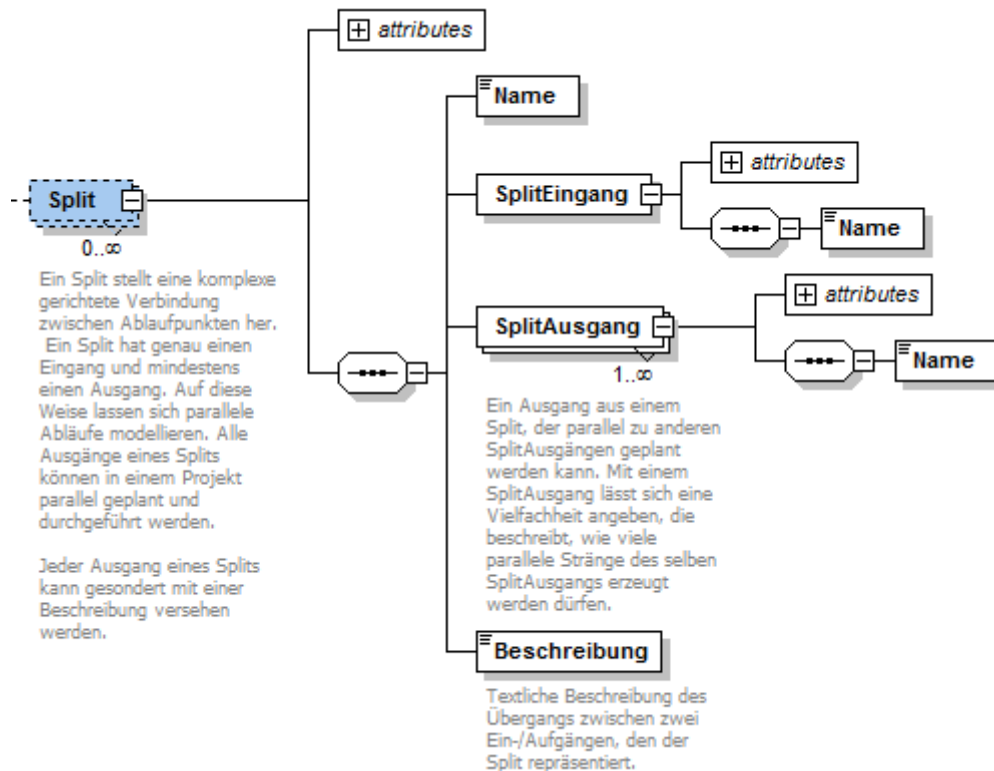 attributes
Name
Split
0..∞
Ein Split stellt eine komplexe
gerichtete Verbindung
zwischen Ablaufpunkten her.
Ein Split hat genau einen
Eingang und mindestens
einen Ausgang. Auf diese
Weise lassen sich parallele
Abläufe modellieren. Alle
Ausgänge eines Splits
können in einem Projekt
parallel geplant und
durchgeführt werden.
Jeder Ausgang eines Splits
kann gesondert mit einer
Beschreibung versehen
werden.
SplitEingang
attributes
Name
SplitAusgang
1..∞
attributes
Name
Ein Ausgang aus einem
Split, der parallel zu anderen
SplitAusgängen geplant
werden kann. Mit einem
SplitAusgang lässt sich eine
Vielfachheit angeben, die
beschreibt, wie viele
parallele Stränge des selben
SplitAusgangs erzeugt
werden dürfen.
Beschreibung
Textliche Beschreibung des
Übergangs zwischen zwei
Ein-/Aufgängen, den der
Split repräsentiert.